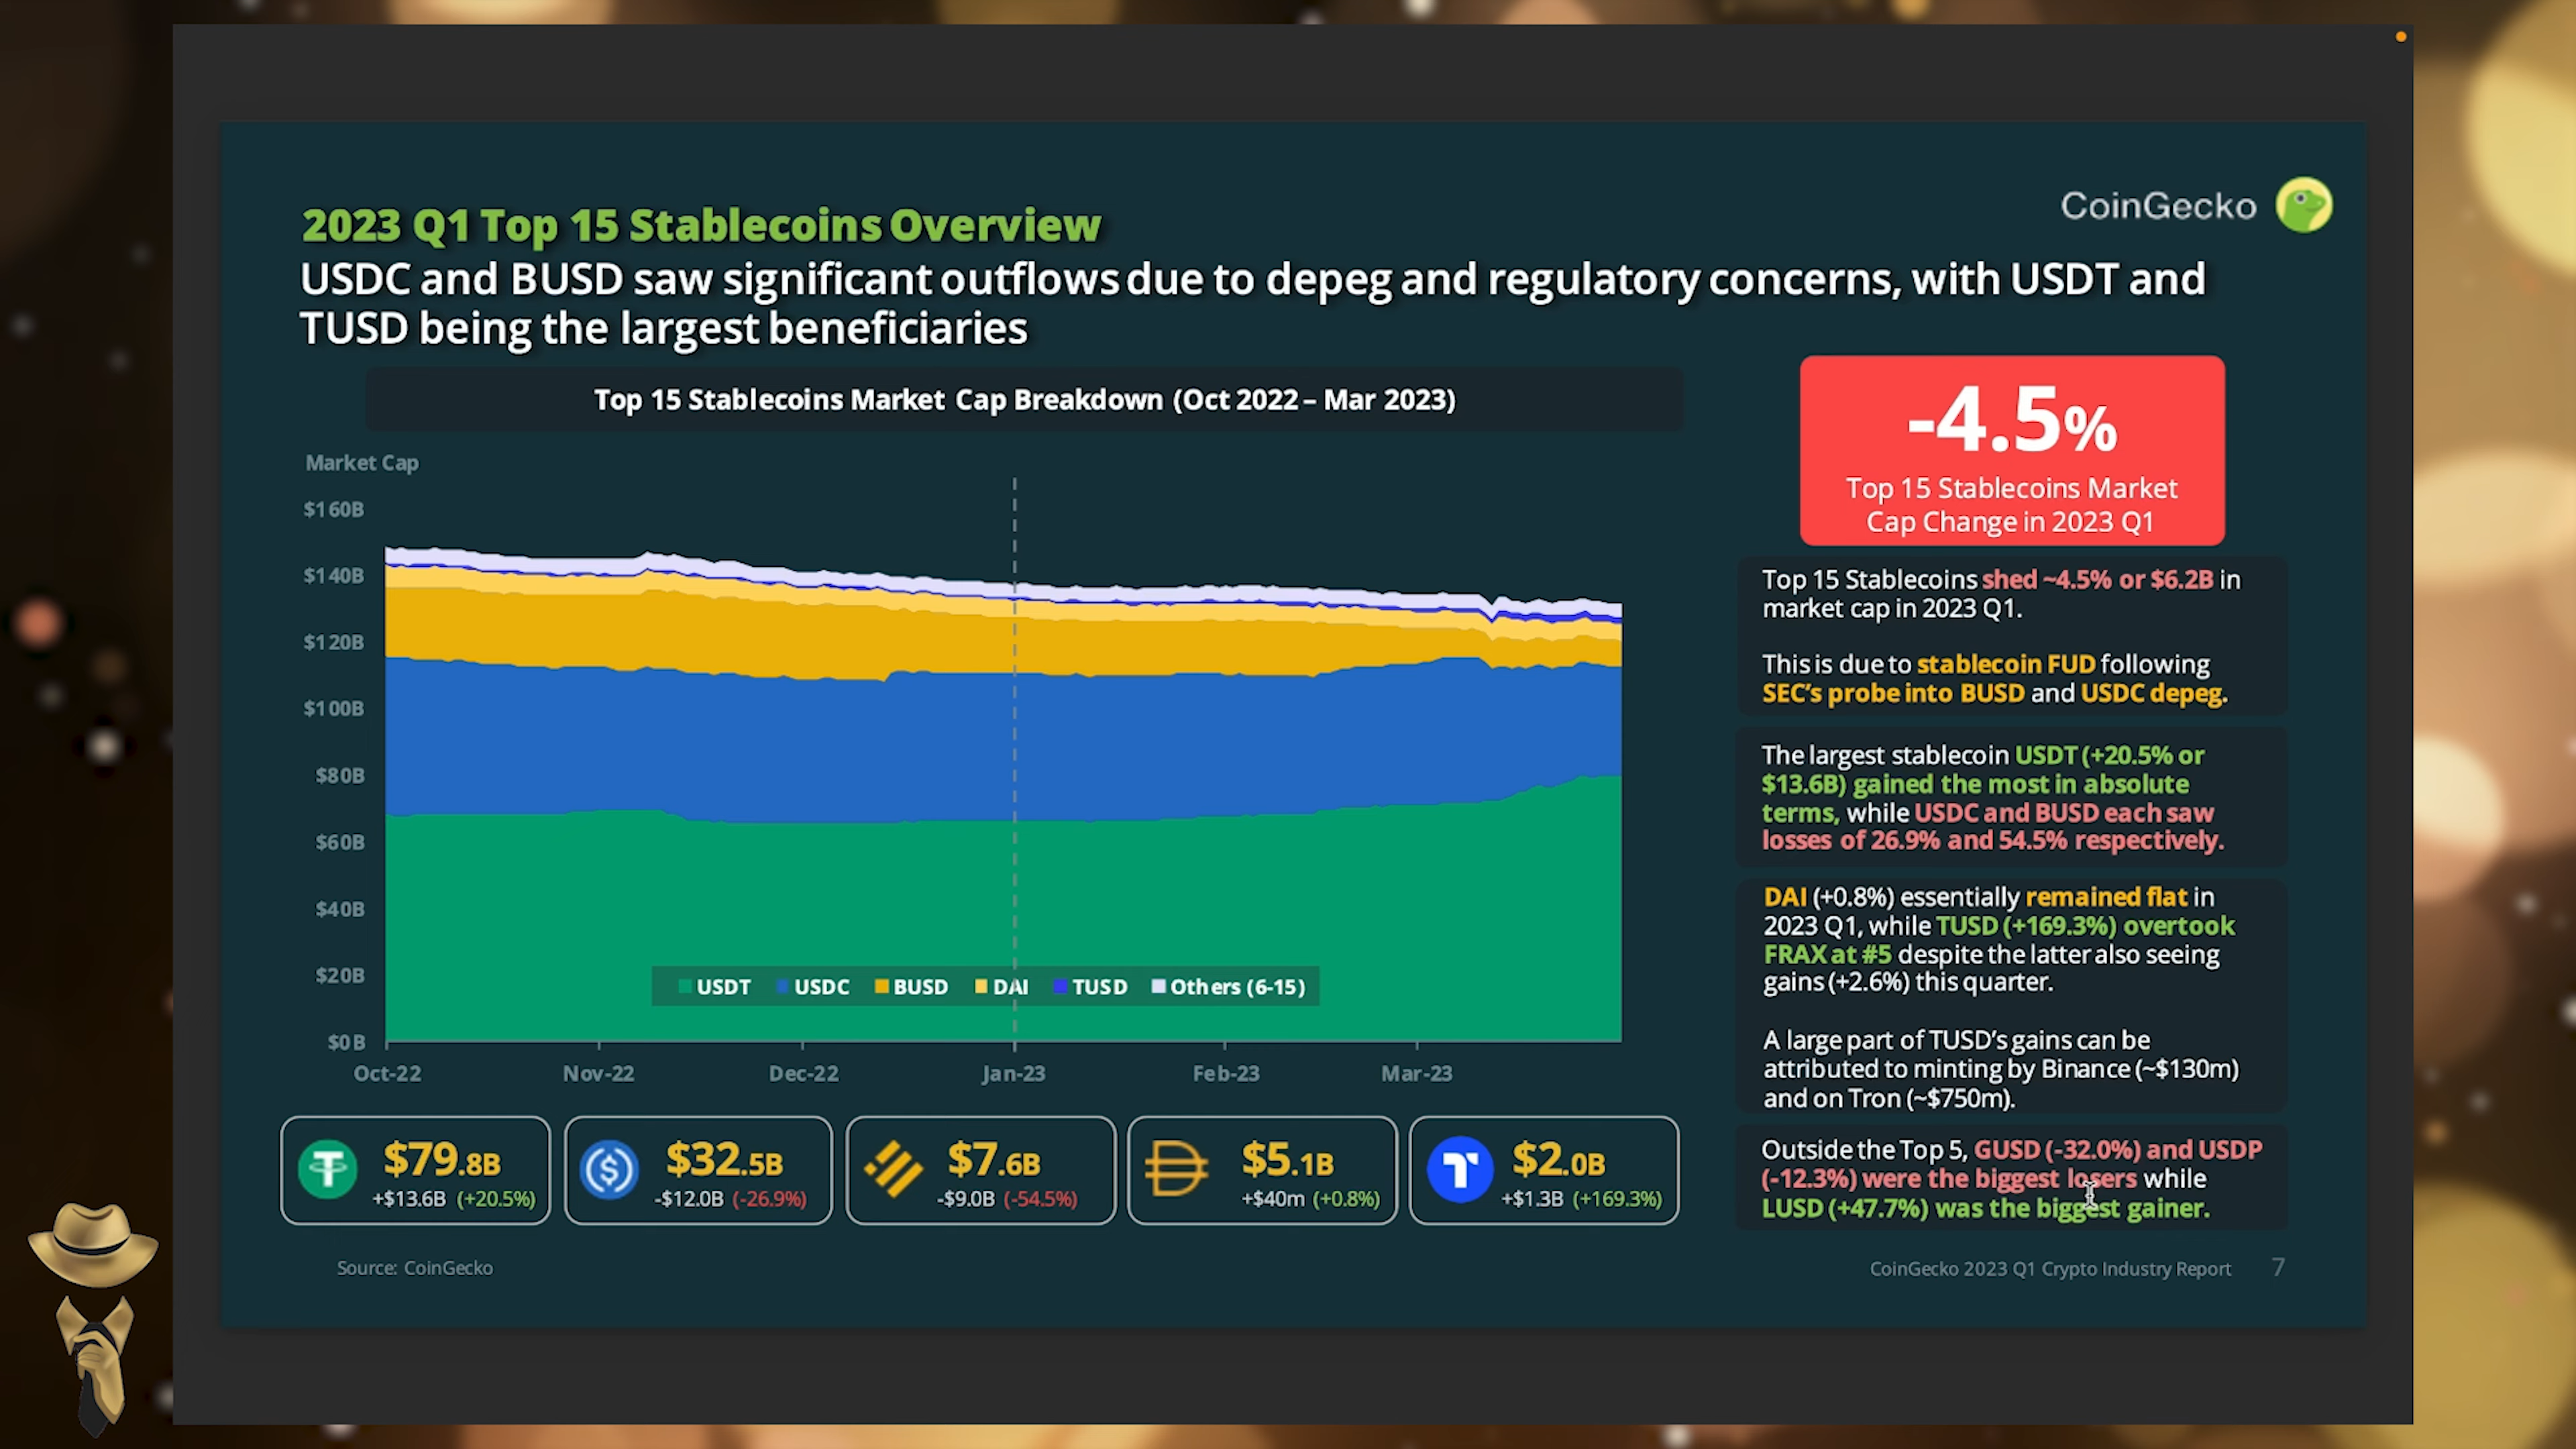 CoinGecko
2023 Q1 Top 15 Stablecoins Overview
USDC and BUSD saw significant outflows due to depeg and regulatory concerns, with USDT and
TUSD being the largest beneficiaries
Top 15 Stablecoins Market Cap Breakdown (Oct 2022 – Mar 2023)
Market Cap
$160B
$140B
$120B
$100B
$80B
$60B
$40B
$20B
$0B
USDT USDC BUSD DAI TUSD Others (6-15)
Oct-22 Nov-22 Dec-22 Jan-23 Feb-23 Mar-23
$79.8B
+$13.6B (+20.5%)
$32.5B
-$12.0B (-26.9%)
$7.6B
-$9.0B (-54.5%)
$5.1B
+$40m (+0.8%)
$2.0B
+$1.3B (+169.3%)
-4.5%
Top 15 Stablecoins Market
Cap Change in 2023 Q1
Top 15 Stablecoins shed ~4.5% or $6.2B in
market cap in 2023 Q1.
This is due to stablecoin FUD following
SEC's probe into BUSD and USDC depeg.
The largest stablecoin USDT (+20.5% or
$13.6B) gained the most in absolute
terms, while USDC and BUSD each saw
losses of 26.9% and 54.5% respectively.
DAI (+0.8%) essentially remained flat in
2023 Q1, while TUSD (+169.3%) overtook
FRAX at #5 despite the latter also seeing
gains (+2.6%) this quarter.
A large part of TUSD's gains can be
attributed to minting by Binance (~$130m)
and on Tron (~$750m).
Outside the Top 5, GUSD (-32.0%) and USDP
(-12.3%) were the biggest losers while
LUSD (+47.7%) was the biggest gainer.
Source: CoinGecko
CoinGecko 2023 Q1 Crypto Industry Report 7